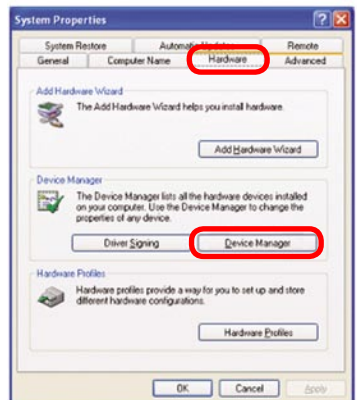 System Properties
System Restore Automatic Updates Remote
General Computer Name Hardware Advanced
Add Hardware Wizard
The Add Hardware Wizard helps you install hardware.
Add Hardware Wizard
Device Manager
The Device Manager lists all the hardware devices installed
on your computer. Use the Device Manager to change the
properties of any device.
Driver Signing Device Manager
Hardware Profiles
Hardware profiles provide a way for you to set up and store
different hardware configurations.
Hardware Profiles
OK Cancel Apply